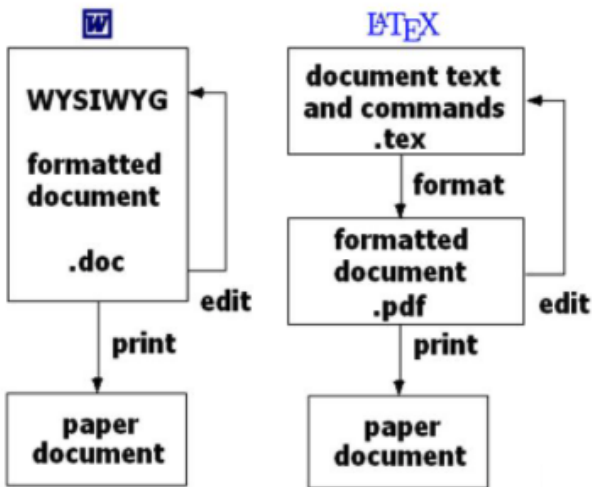 W
LATEX
WYSIWYG
formatted
document
.doc
edit
print
paper
document
document text
and commands
.tex
format
formatted
document
.pdf
edit
print
paper
document